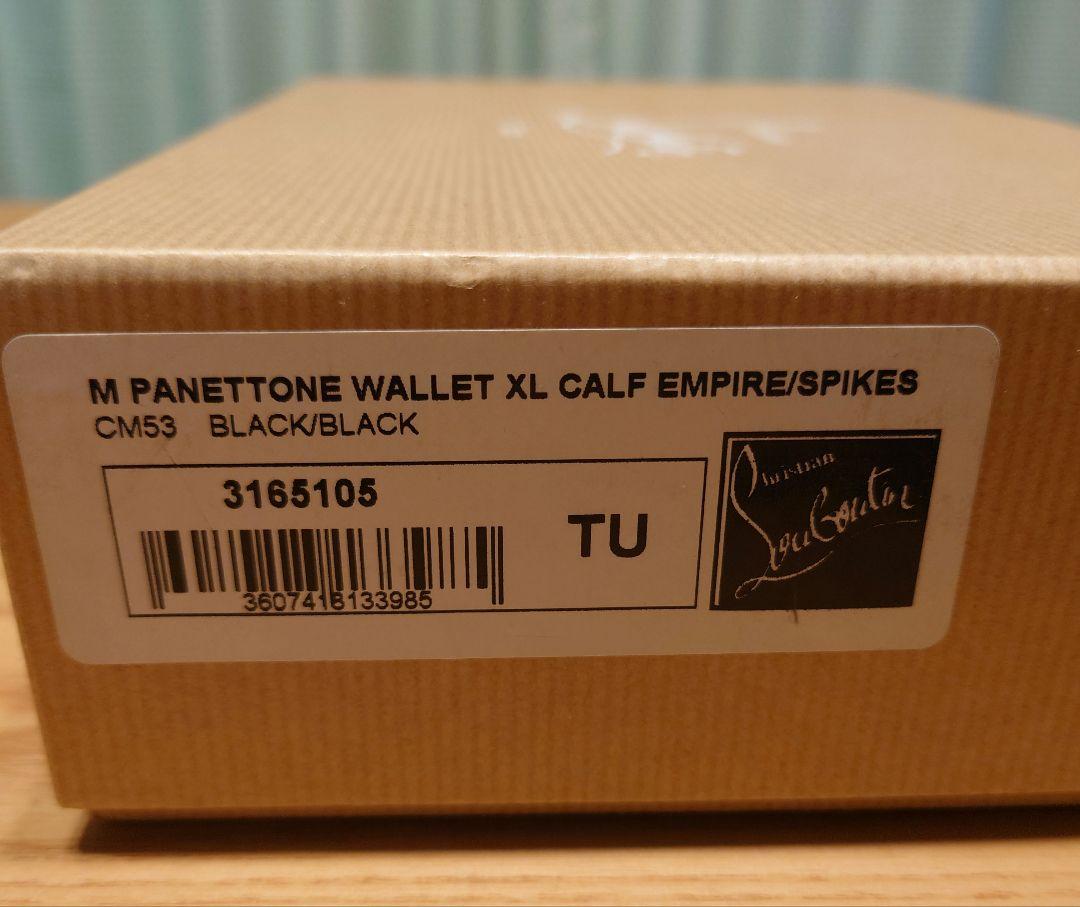 M PANETTONE WALLET XL CALF EMPIRE/SPIKES
CM53 BLACK/BLACK
3165105
TU
3607418133985
Christian
Louboutin